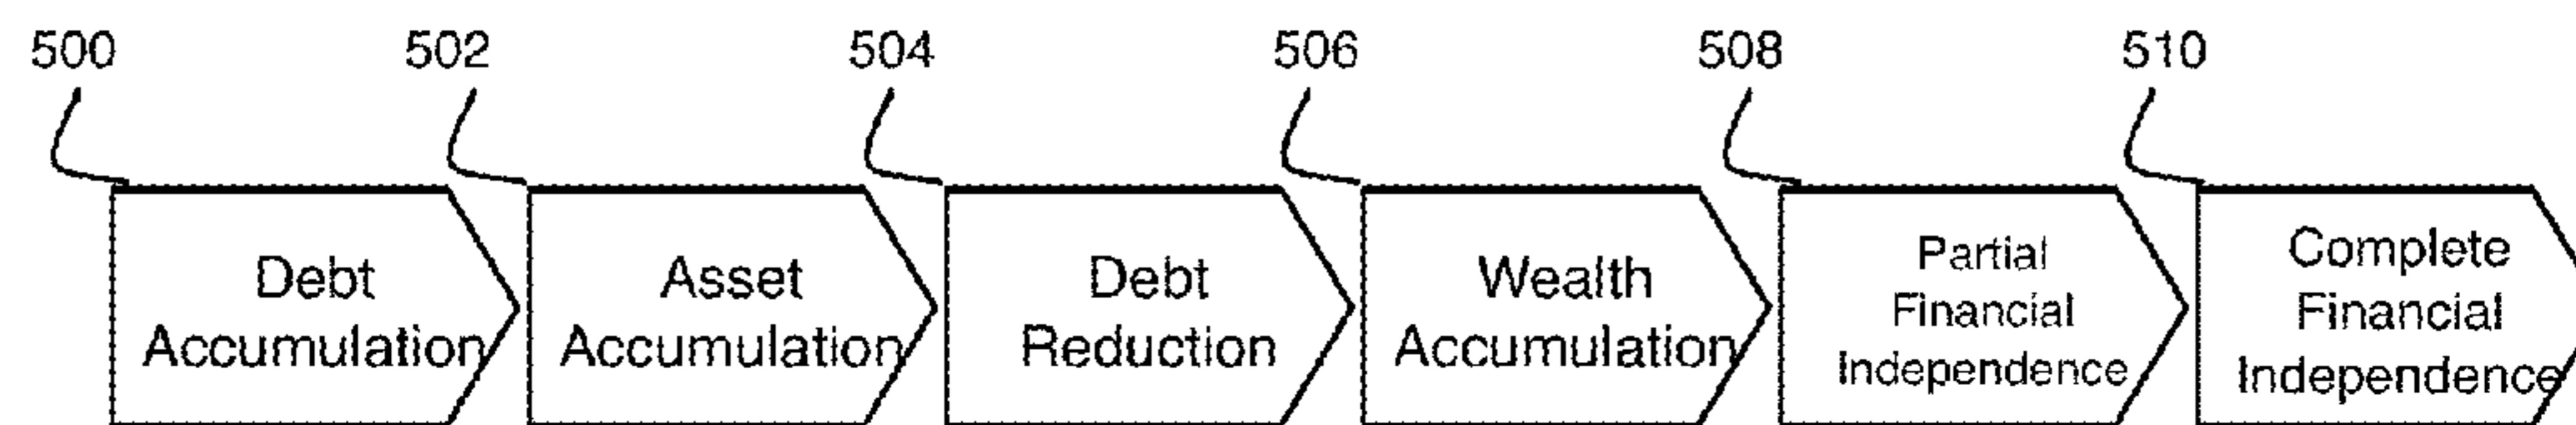 500 502 504 506 508 510
Debt
Accumulation
Asset
Accumulation
Debt
Reduction
Wealth
Accumulation
Partial
Financial
Independence
Complete
Financial
Independence